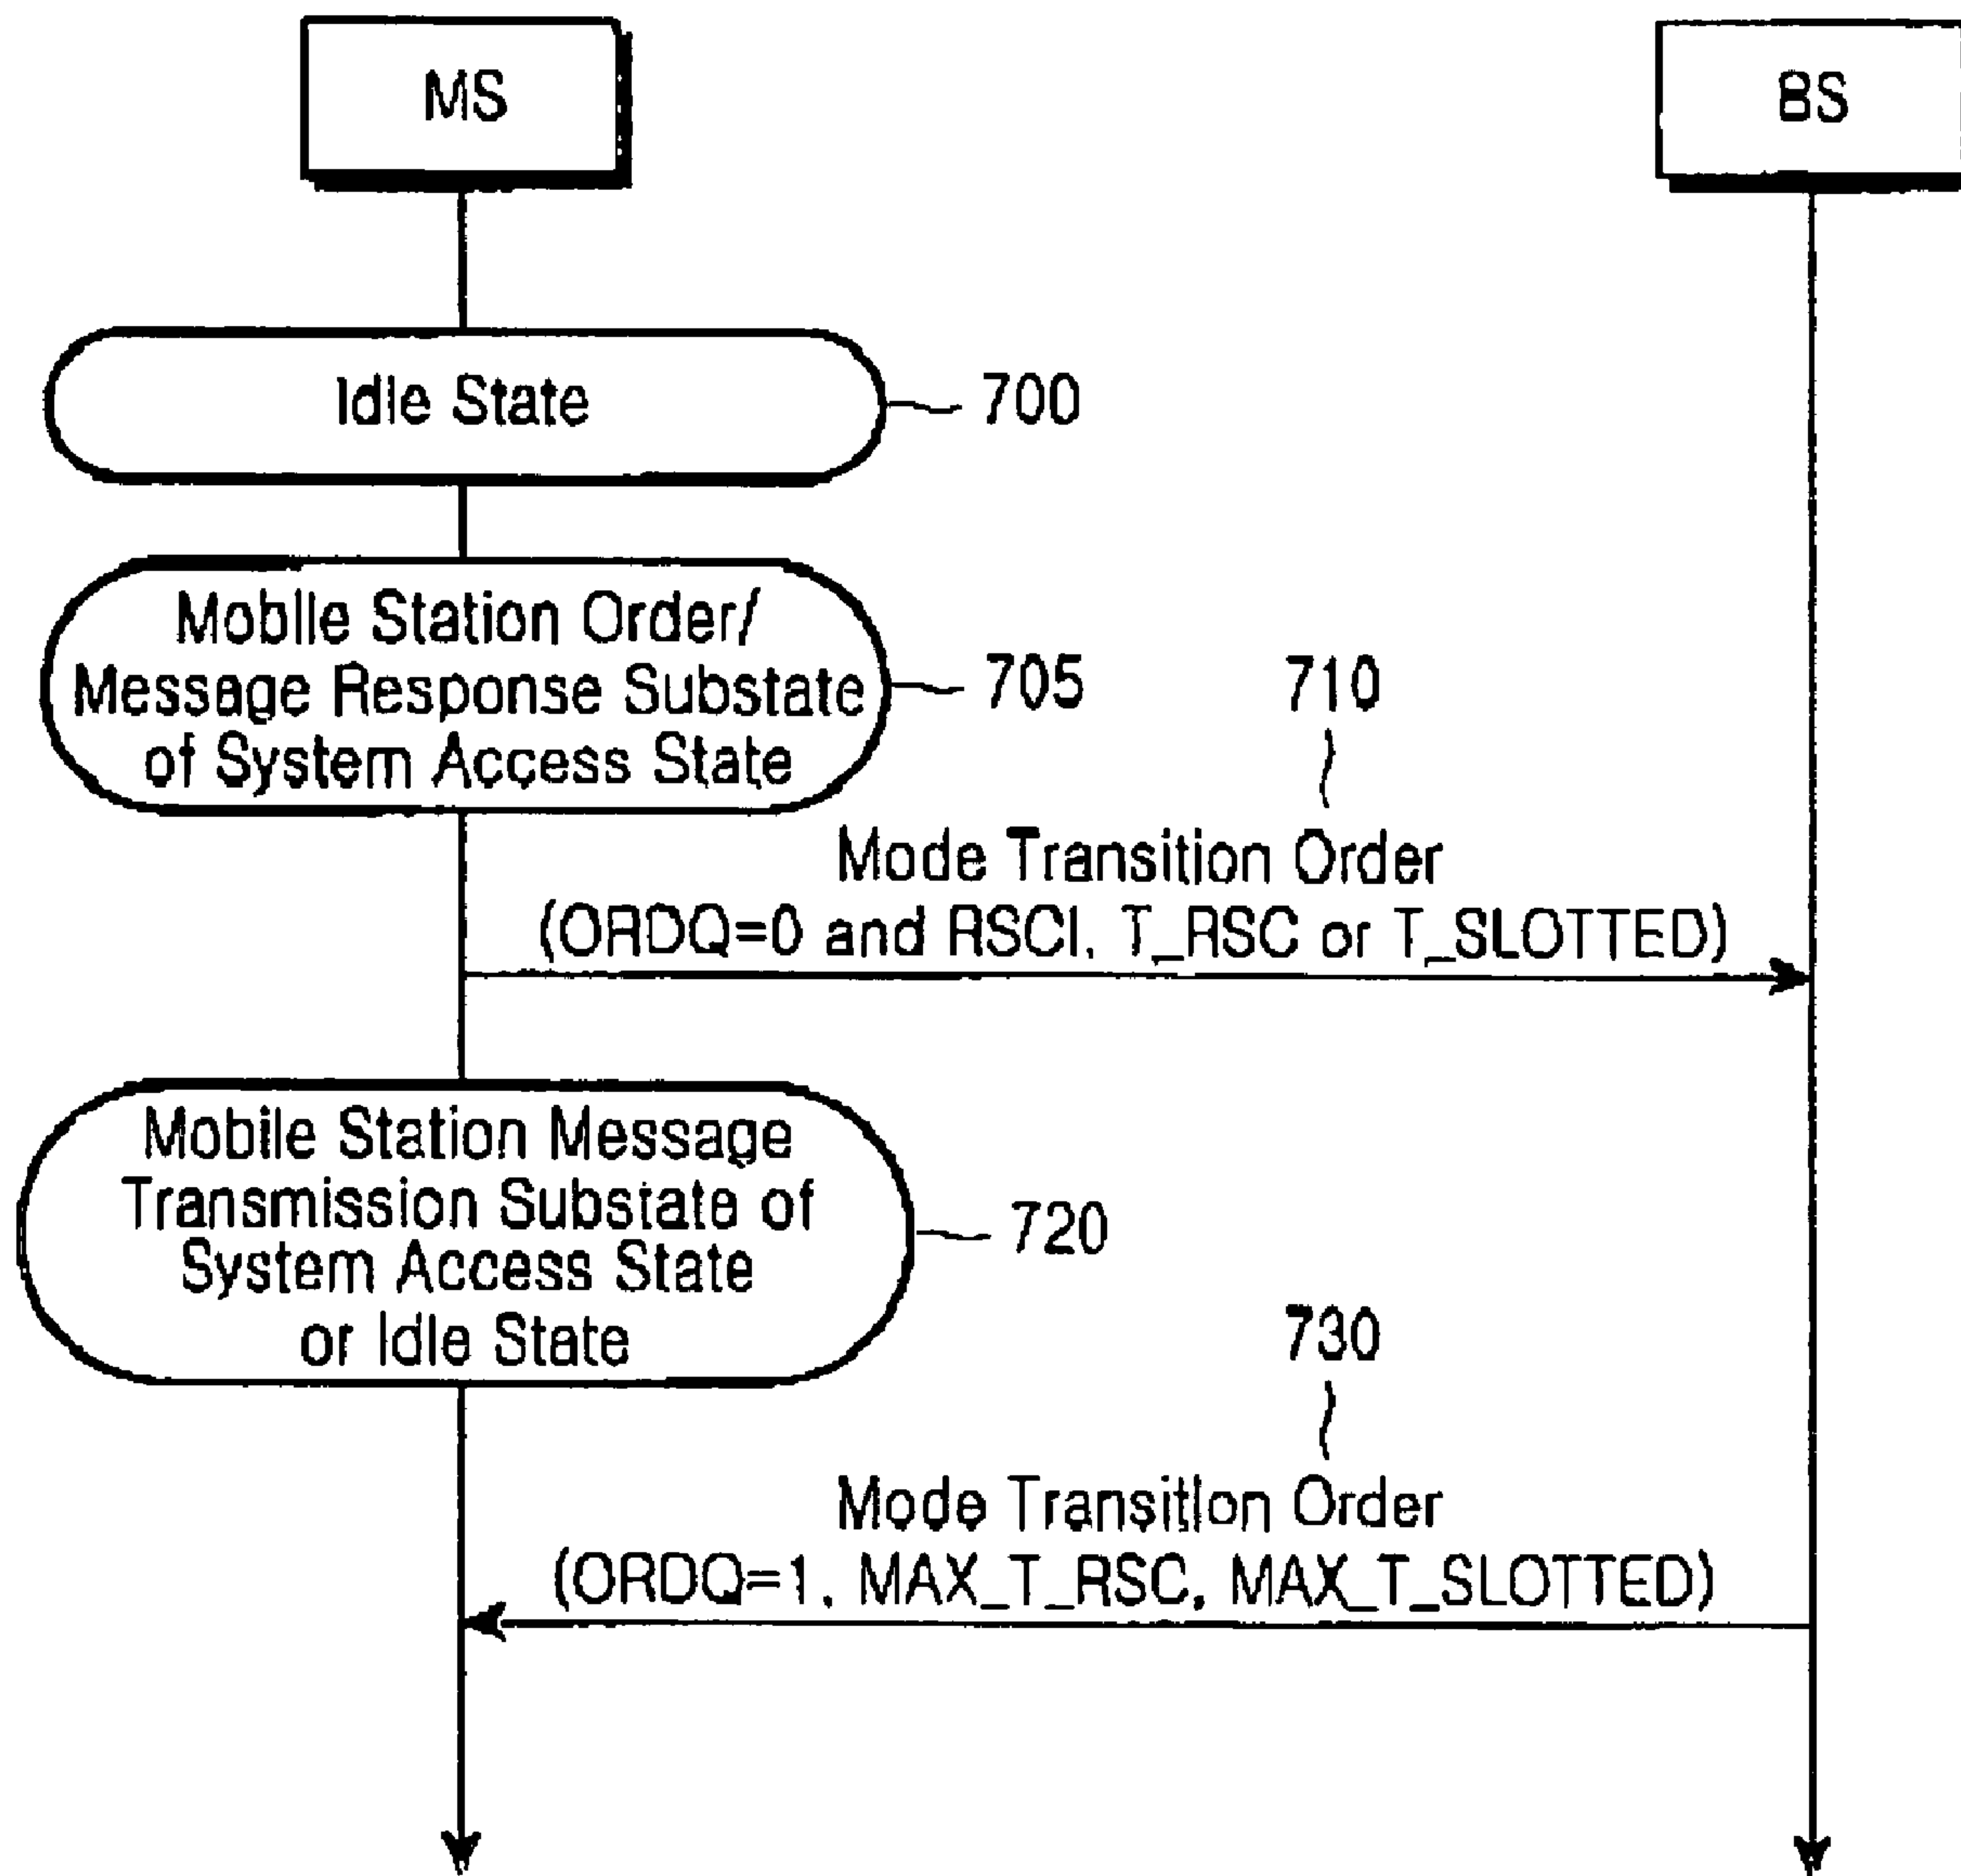 MS
BS
Idle State
700
Mobile Station Order/
Message Response Substate
of System Access State
705
710
Mode Transition Order
(ORDQ=0 and RSCI, T_RSC or T_SLOTTED)
Mobile Station Message
Transmission Substate of
System Access State
or Idle State
720
730
Mode Transition Order
(ORDQ=1, MAX_T_RSC, MAX_T_SLOTTED)